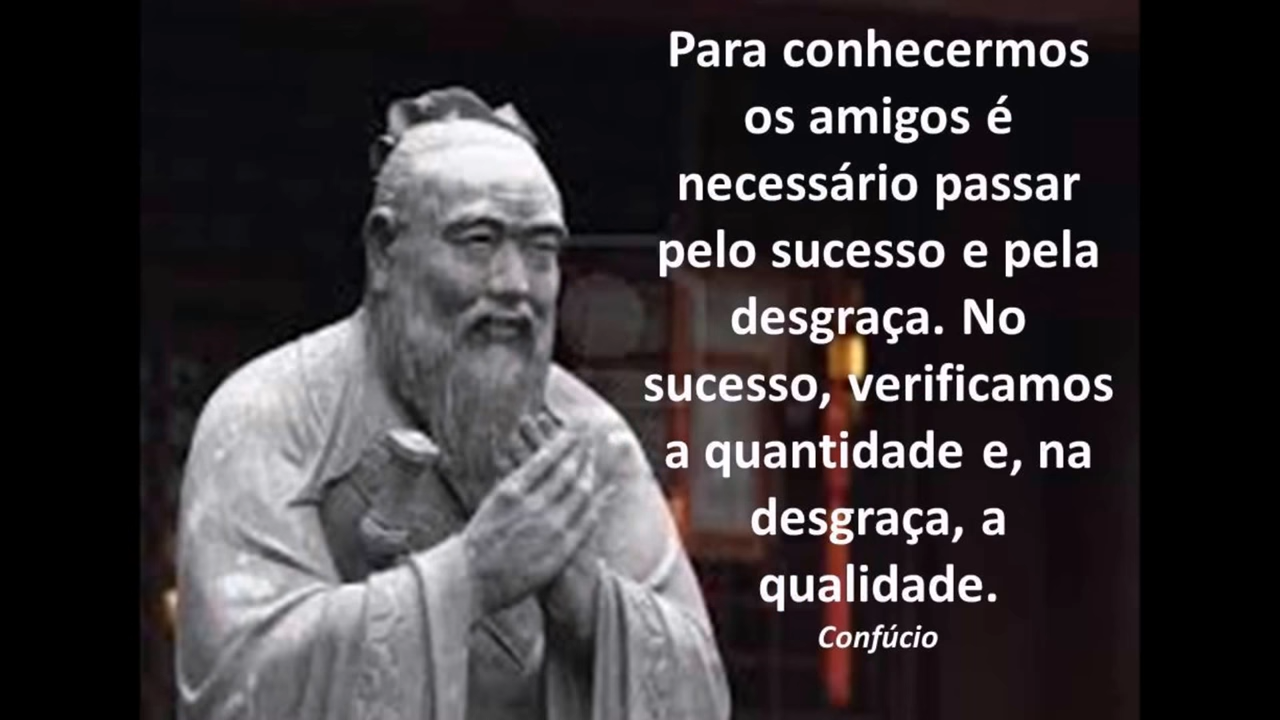 Para conhecermos
os amigos é
necessário passar
pelo sucesso e pela
desgraça. No
sucesso, verificamos
a quantidade e, na
desgraça, a
qualidade.
Confúcio